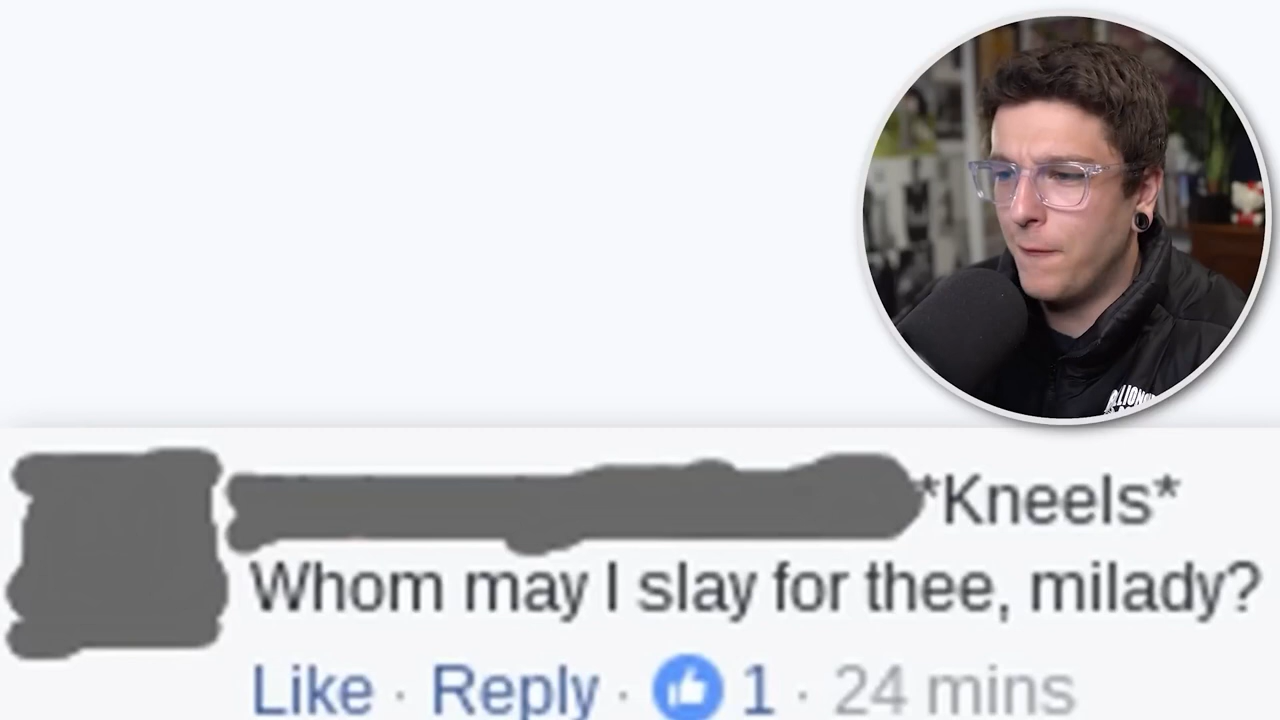 *Kneels*
Whom may I slay for thee, milady?
Like · Reply · 1 · 24 mins